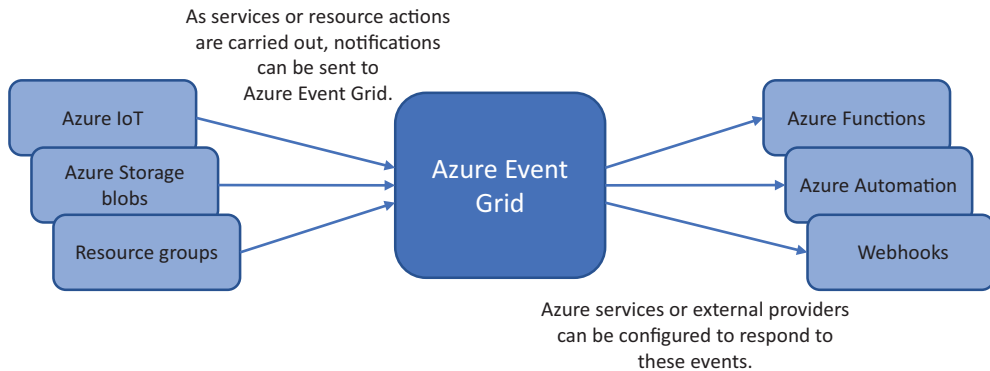 As services or resource actions
are carried out, notifications
can be sent to
Azure Event Grid.
Azure IoT
Azure Storage
blobs
Resource groups
Azure Event
Grid
Azure Functions
Azure Automation
Webhooks
Azure services or external providers
can be configured to respond to
these events.